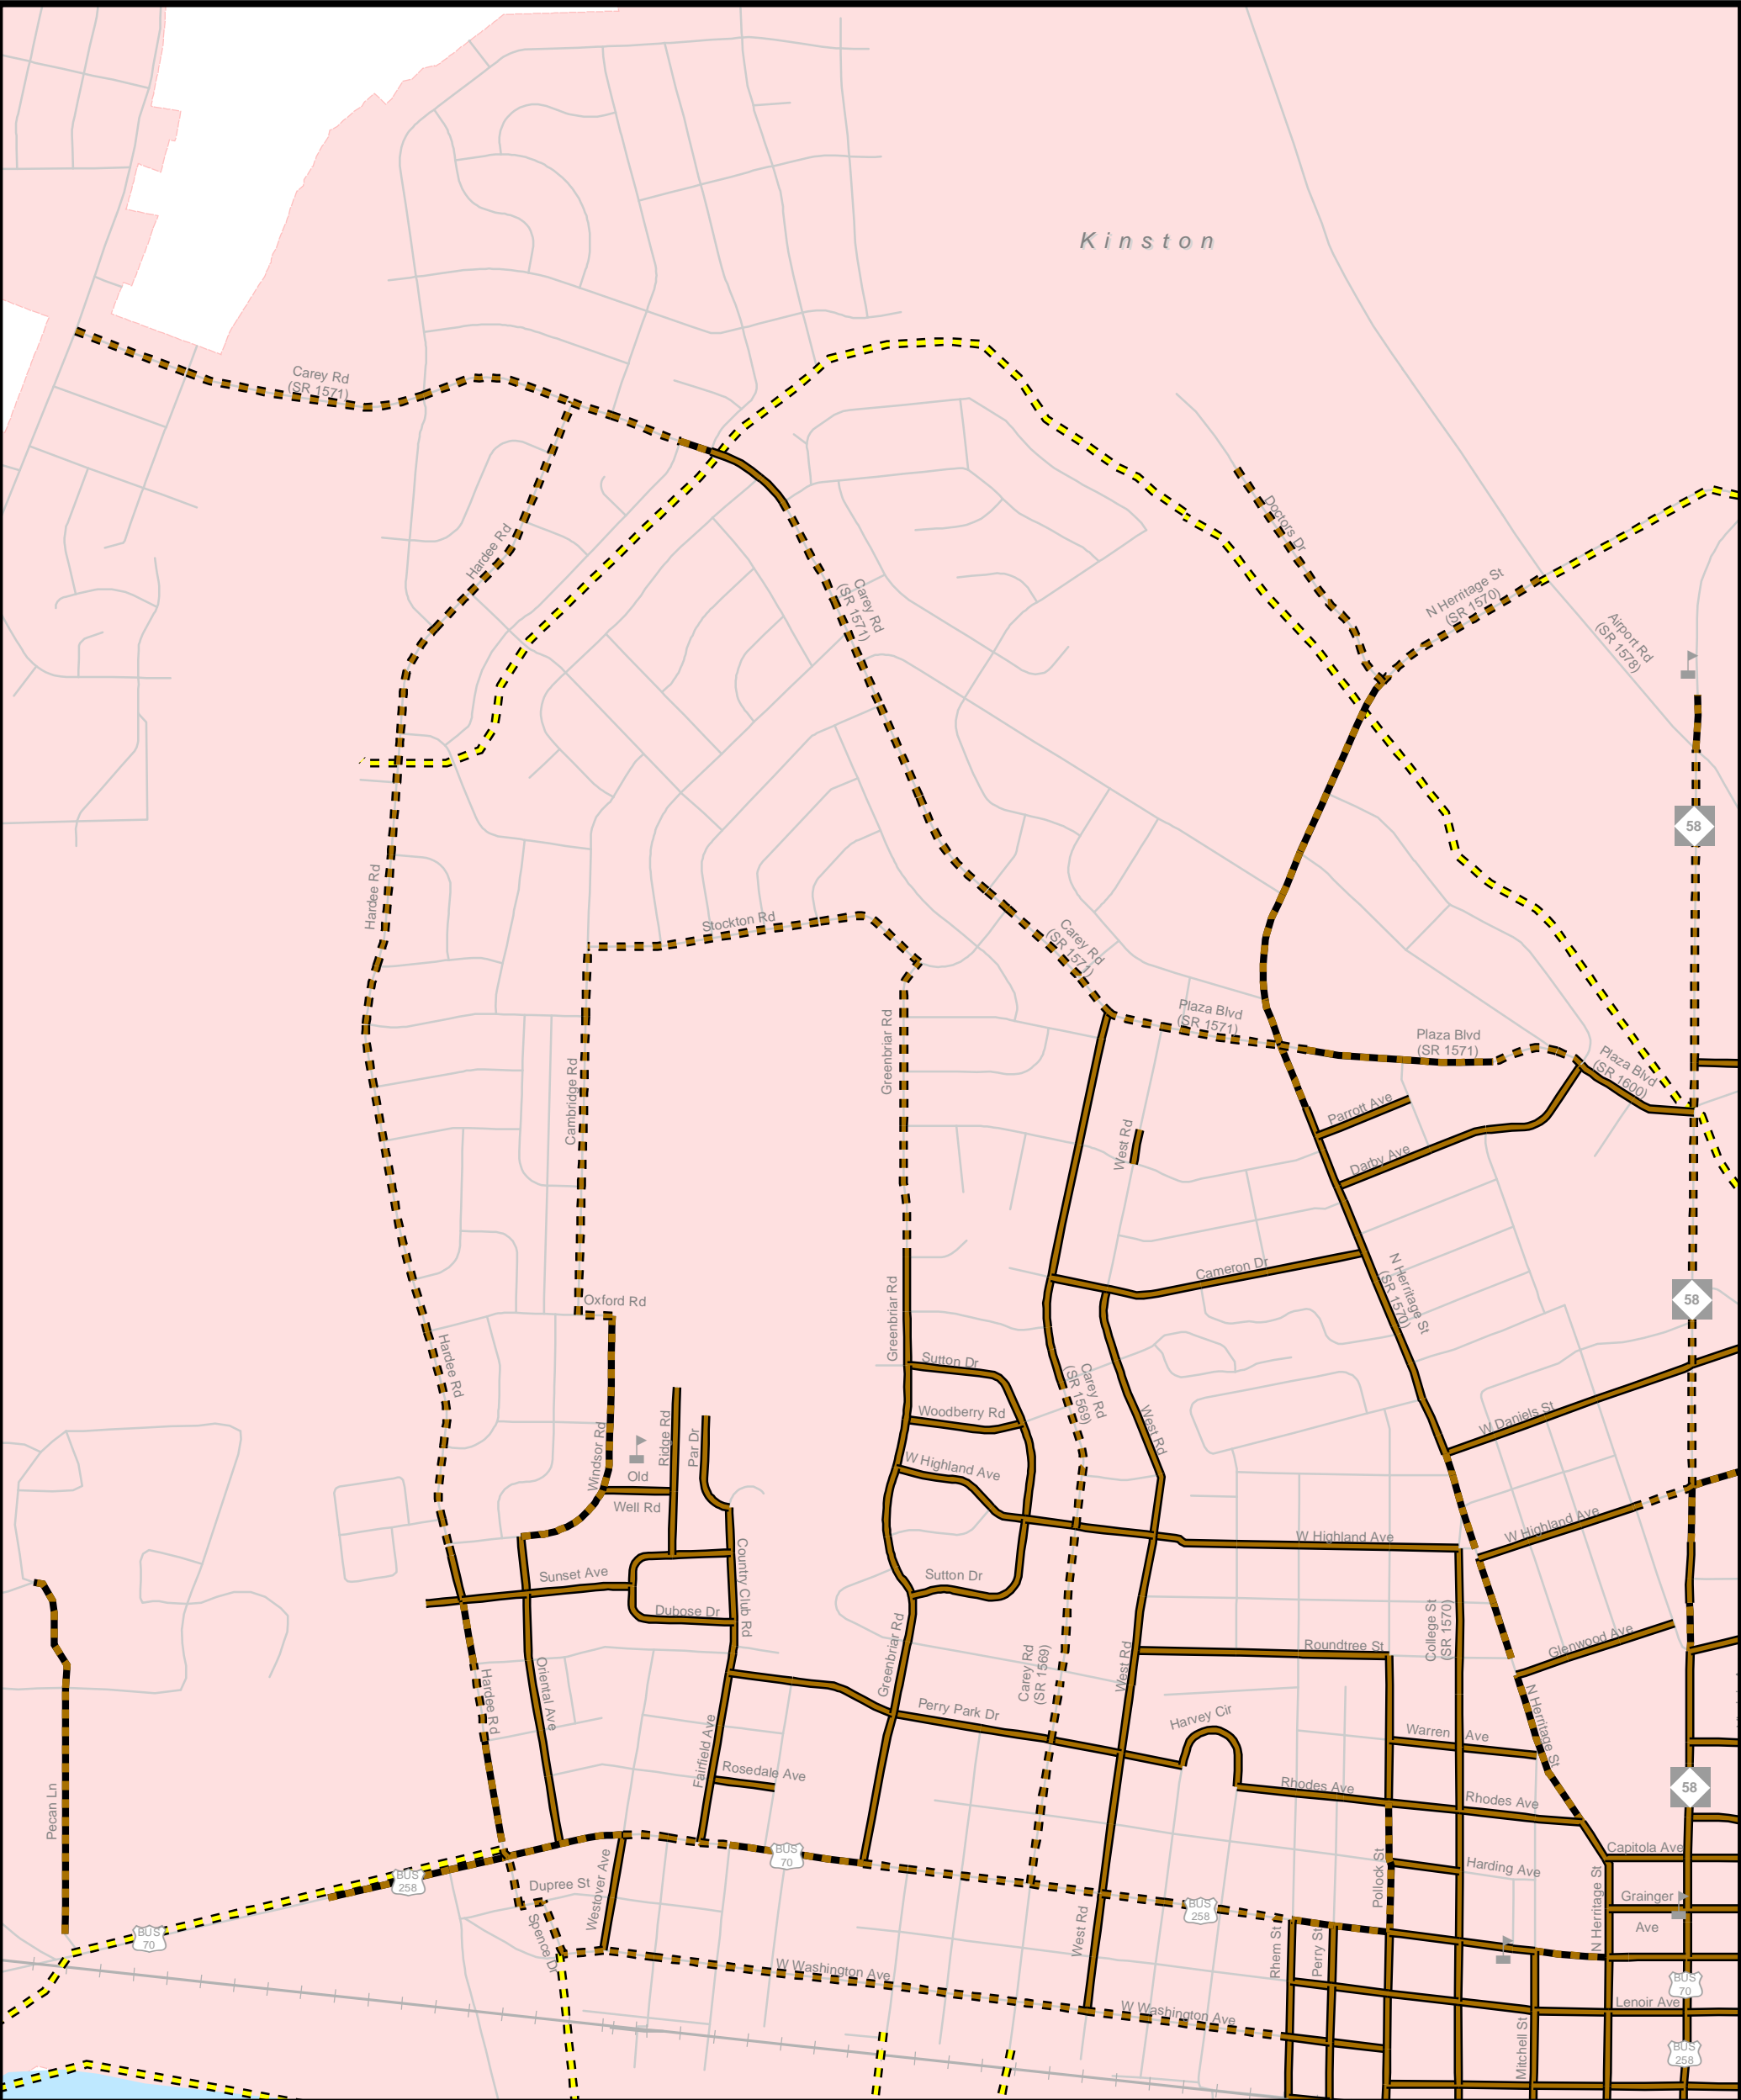 Kinston
Carey Rd
(SR 1571)
Hardee Rd
Doctors Dr
Carey Rd
(SR 1571)
N Herritage St
(SR 1570)
Airport Rd
(SR 1578)
58
Hardee Rd
Stockton Rd
Carey Rd
(SR 1571)
Greenbriar Rd
Plaza Blvd
(SR 1571)
Plaza Blvd
(SR 1571)
Plaza Blvd
(SR 1600)
Cambridge Rd
Parrott Ave
West Rd
Darby Ave
Cameron Dr
N Herritage St
(SR 1570)
58
Oxford Rd
Greenbriar Rd
Hardee Rd
Sutton Dr
Carey Rd
(SR 1569)
Woodberry Rd
West Rd
W Daniels St
Ridge Rd
Par Dr
Windsor Rd
Old
Well Rd
W Highland Ave
W Highland Ave
W Highland Ave
Country Club Rd
Sunset Ave
Sutton Dr
Dubose Dr
College St
(SR 1570)
Roundtree St
Glenwood Ave
Hardee Rd
Oriental Ave
Greenbriar Rd
Carey Rd
(SR 1569)
West Rd
Perry Park Dr
Harvey Cir
N Herritage St
Warren Ave
Fairfield Ave
Rosedale Ave
Rhodes Ave
Rhodes Ave
58
Pecan Ln
Capitola Ave
BUS
70
Harding Ave
Pollock St
BUS
258
Dupree St
Westover Ave
Grainger
Ave
N Herritage St
BUS
258
BUS
70
Spence Dr
West Rd
Rhem St
Perry St
W Washington Ave
W Washington Ave
BUS
70
Lenoir Ave
Mitchell St
BUS
258